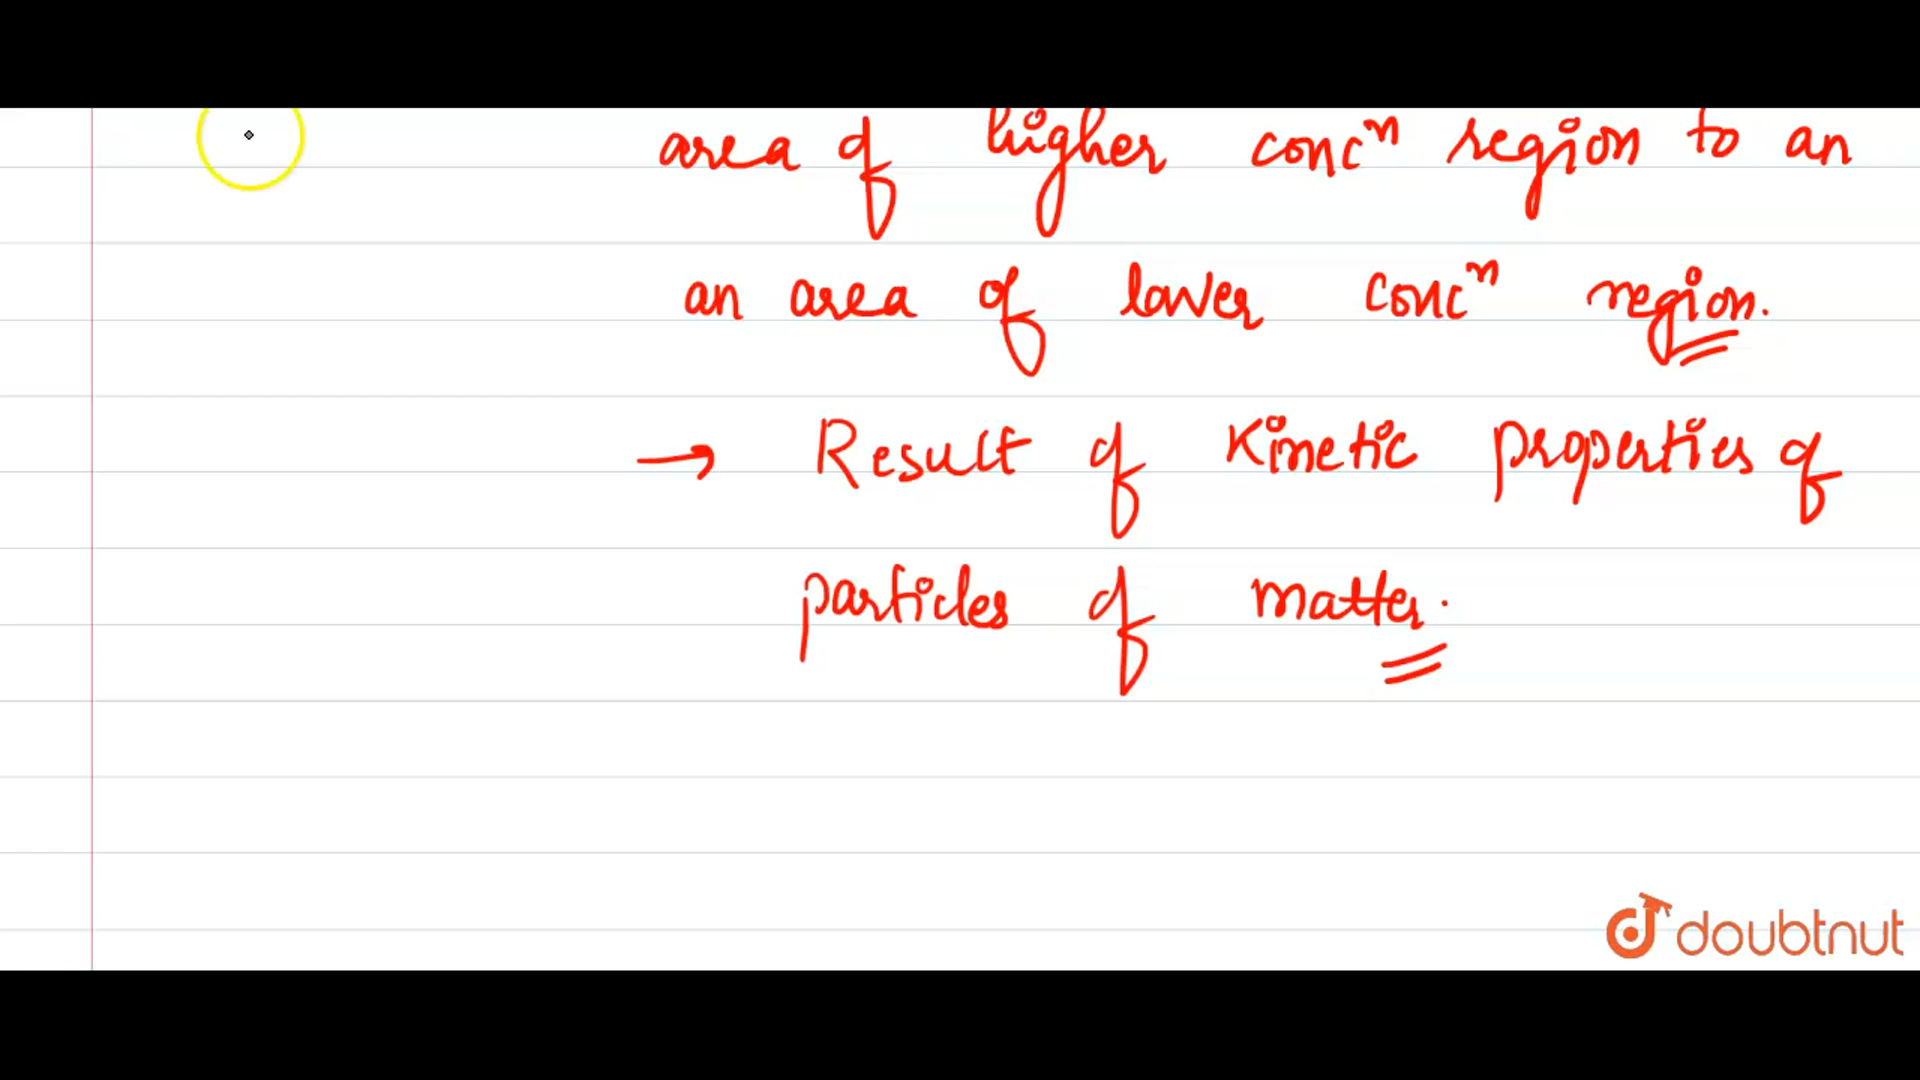 area of higher concⁿ region to an
an area of lower concⁿ region.
→ Result of Kinetic properties of
particles of matter.
doubtnut